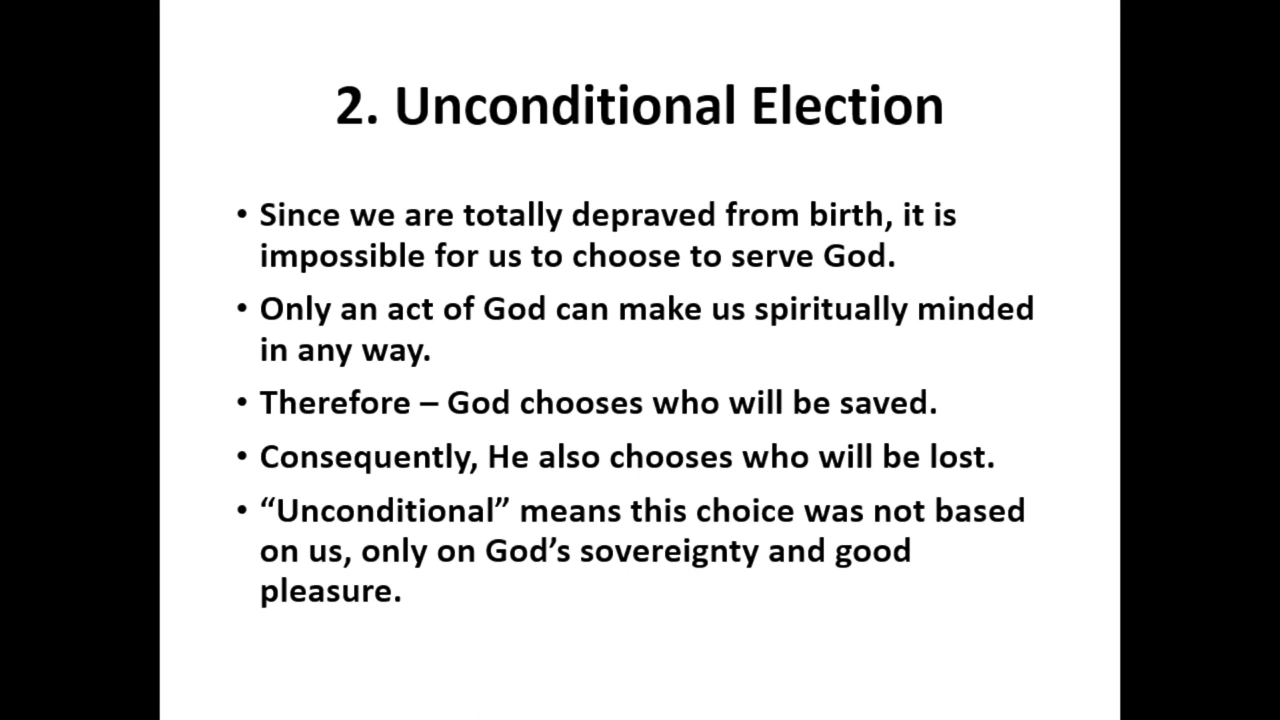 2. Unconditional Election
• Since we are totally depraved from birth, it is
impossible for us to choose to serve God.
• Only an act of God can make us spiritually minded
in any way.
• Therefore – God chooses who will be saved.
• Consequently, He also chooses who will be lost.
• “Unconditional” means this choice was not based
on us, only on God’s sovereignty and good
pleasure.